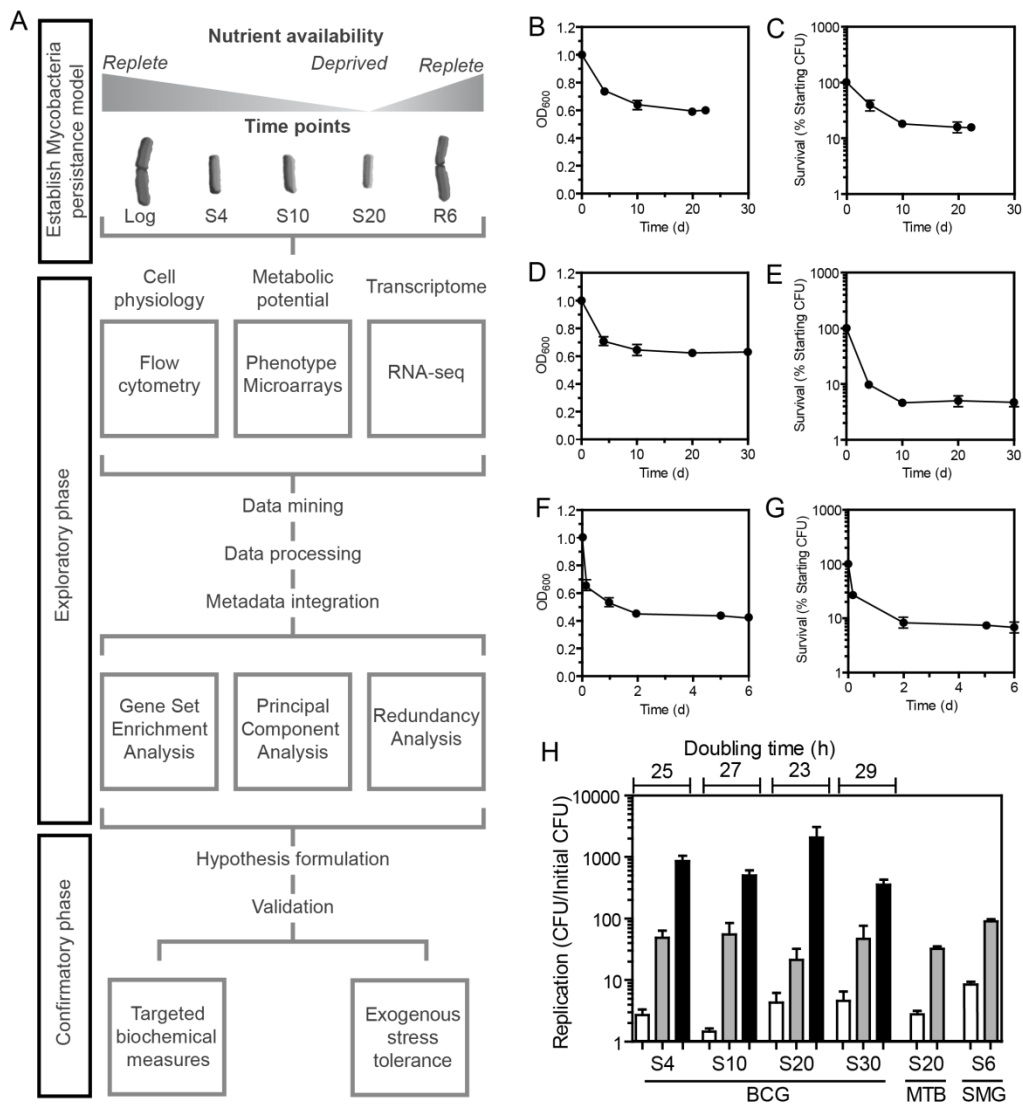 A
Establish Mycobacteria
persistance model
Nutrient availability
Replete
Deprived
Replete
Time points
Log
S4
S10
S20
R6
Exploratory phase
Cell
physiology
Metabolic
potential
Transcriptome
Flow
cytometry
Phenotype
Microarrays
RNA-seq
Data mining
Data processing
Metadata integration
Gene Set
Enrichment
Analysis
Principal
Component
Analysis
Redundancy
Analysis
Confirmatory phase
Hypothesis formulation
Validation
Targeted
biochemical
measures
Exogenous
stress
tolerance
B
OD600
1.2
1.0
0.8
0.6
0.4
0.2
0.0
0 10 20 30
Time (d)
C
Survival (% Starting CFU)
1000
100
10
1
0 10 20 30
Time (d)
D
OD600
1.2
1.0
0.8
0.6
0.4
0.2
0.0
0 10 20 30
Time (d)
E
Survival (% Starting CFU)
1000
100
10
1
0 10 20 30
Time (d)
F
OD600
1.2
1.0
0.8
0.6
0.4
0.2
0.0
0 2 4 6
Time (d)
G
Survival (% Starting CFU)
1000
100
10
1
0 2 4 6
Time (d)
H
Doubling time (h)
25 27 23 29
Replication (CFU/Initial CFU)
10000
1000
100
10
1
S4 S10 S20 S30 S20 S6
BCG MTB SMG